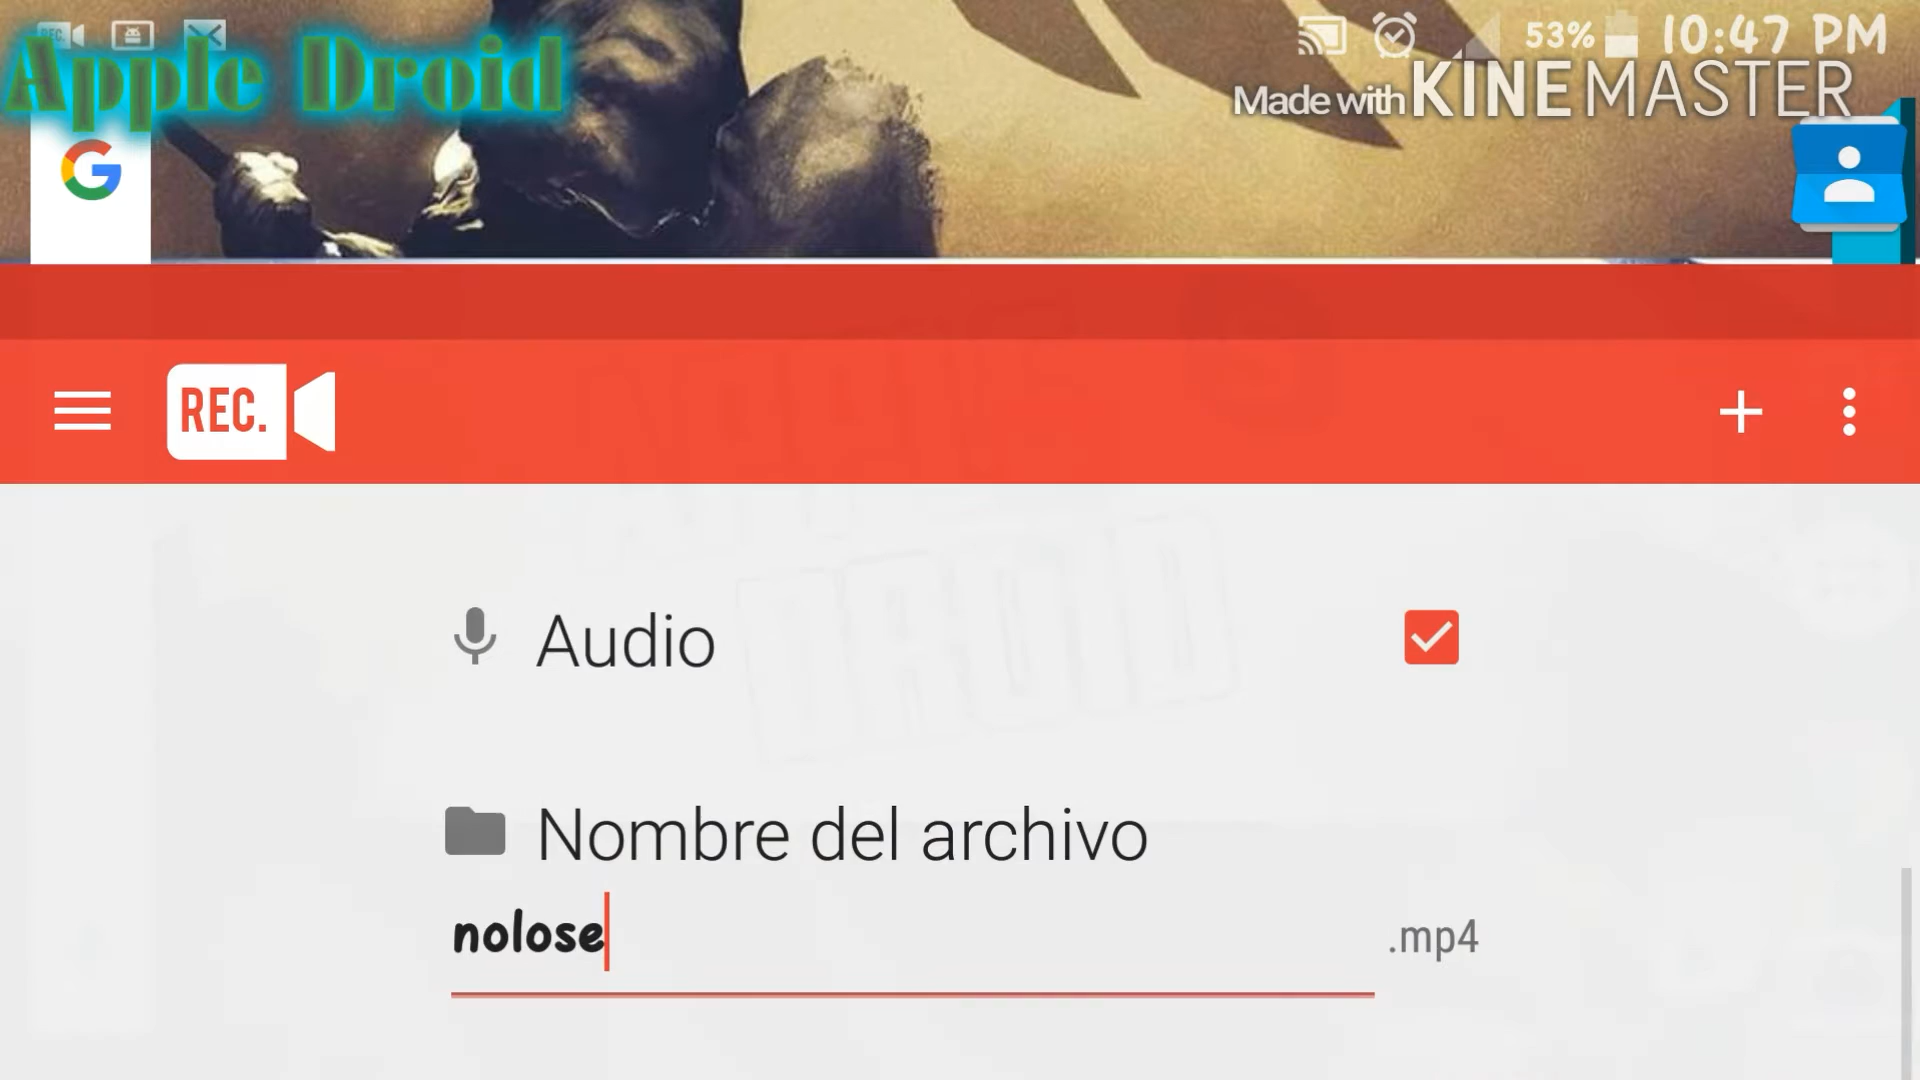 Apple Droid
53% 10:47 PM
Made with KINEMASTER
REC.
Audio
Nombre del archivo
nolose
.mp4